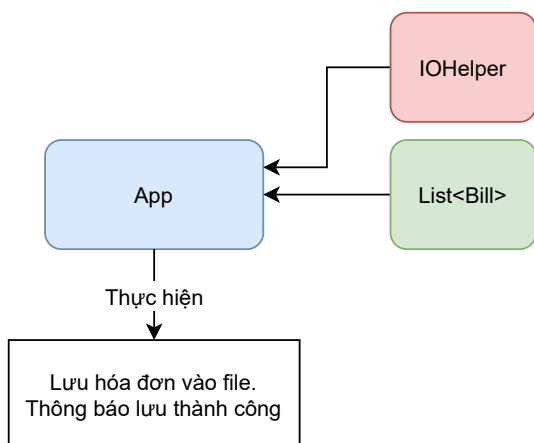 IOHelper
App
List<Bill>
Thực hiện
Lưu hóa đơn vào file.
Thông báo lưu thành công